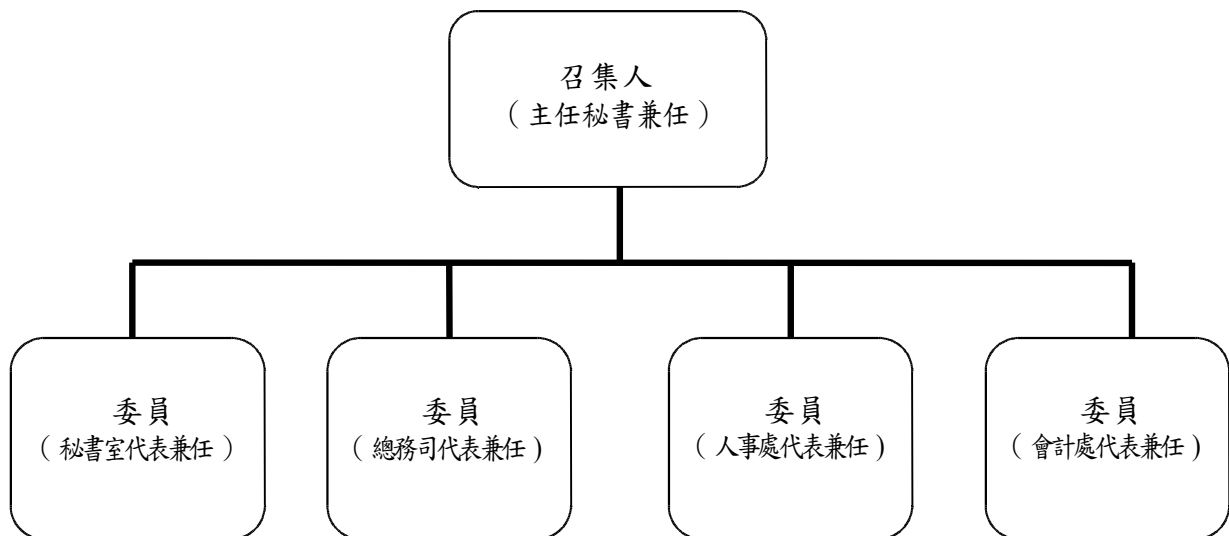 召集人
（主任秘書兼任）
委員
（秘書室代表兼任）
委員
（總務司代表兼任）
委員
（人事處代表兼任）
委員
（會計處代表兼任）